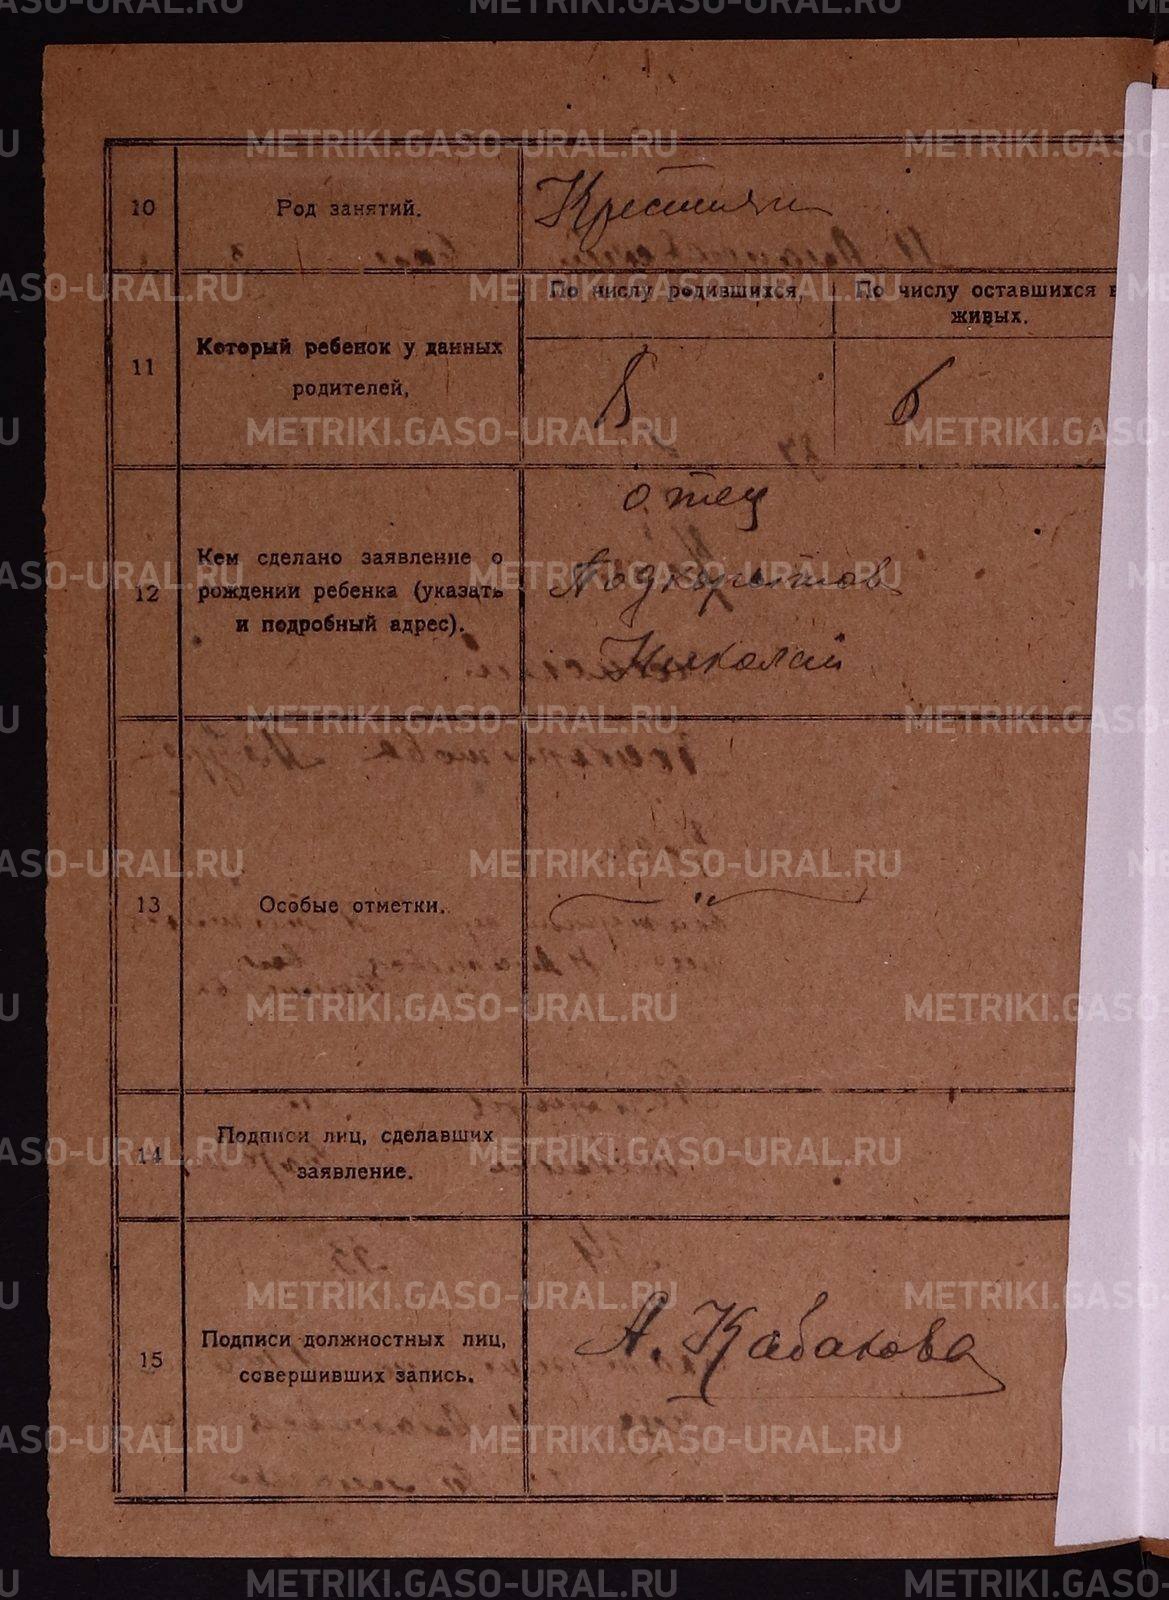 METRIKI.GASO-URAL.RU
10
Род занятий.
Крестьян
11
Который ребенок у данных
родителей,
По числу родившихся,
По числу оставшихся в
живых.
6
12
Кем сделано заявление о
рождении ребенка (указать
и подробный адрес).
отец
Подкорытов
Николай
13
Особые отметки.
14
Подписи лиц, сделавших
заявление.
15
Подписи должностных лиц,
совершивших запись.
А. Кабакова